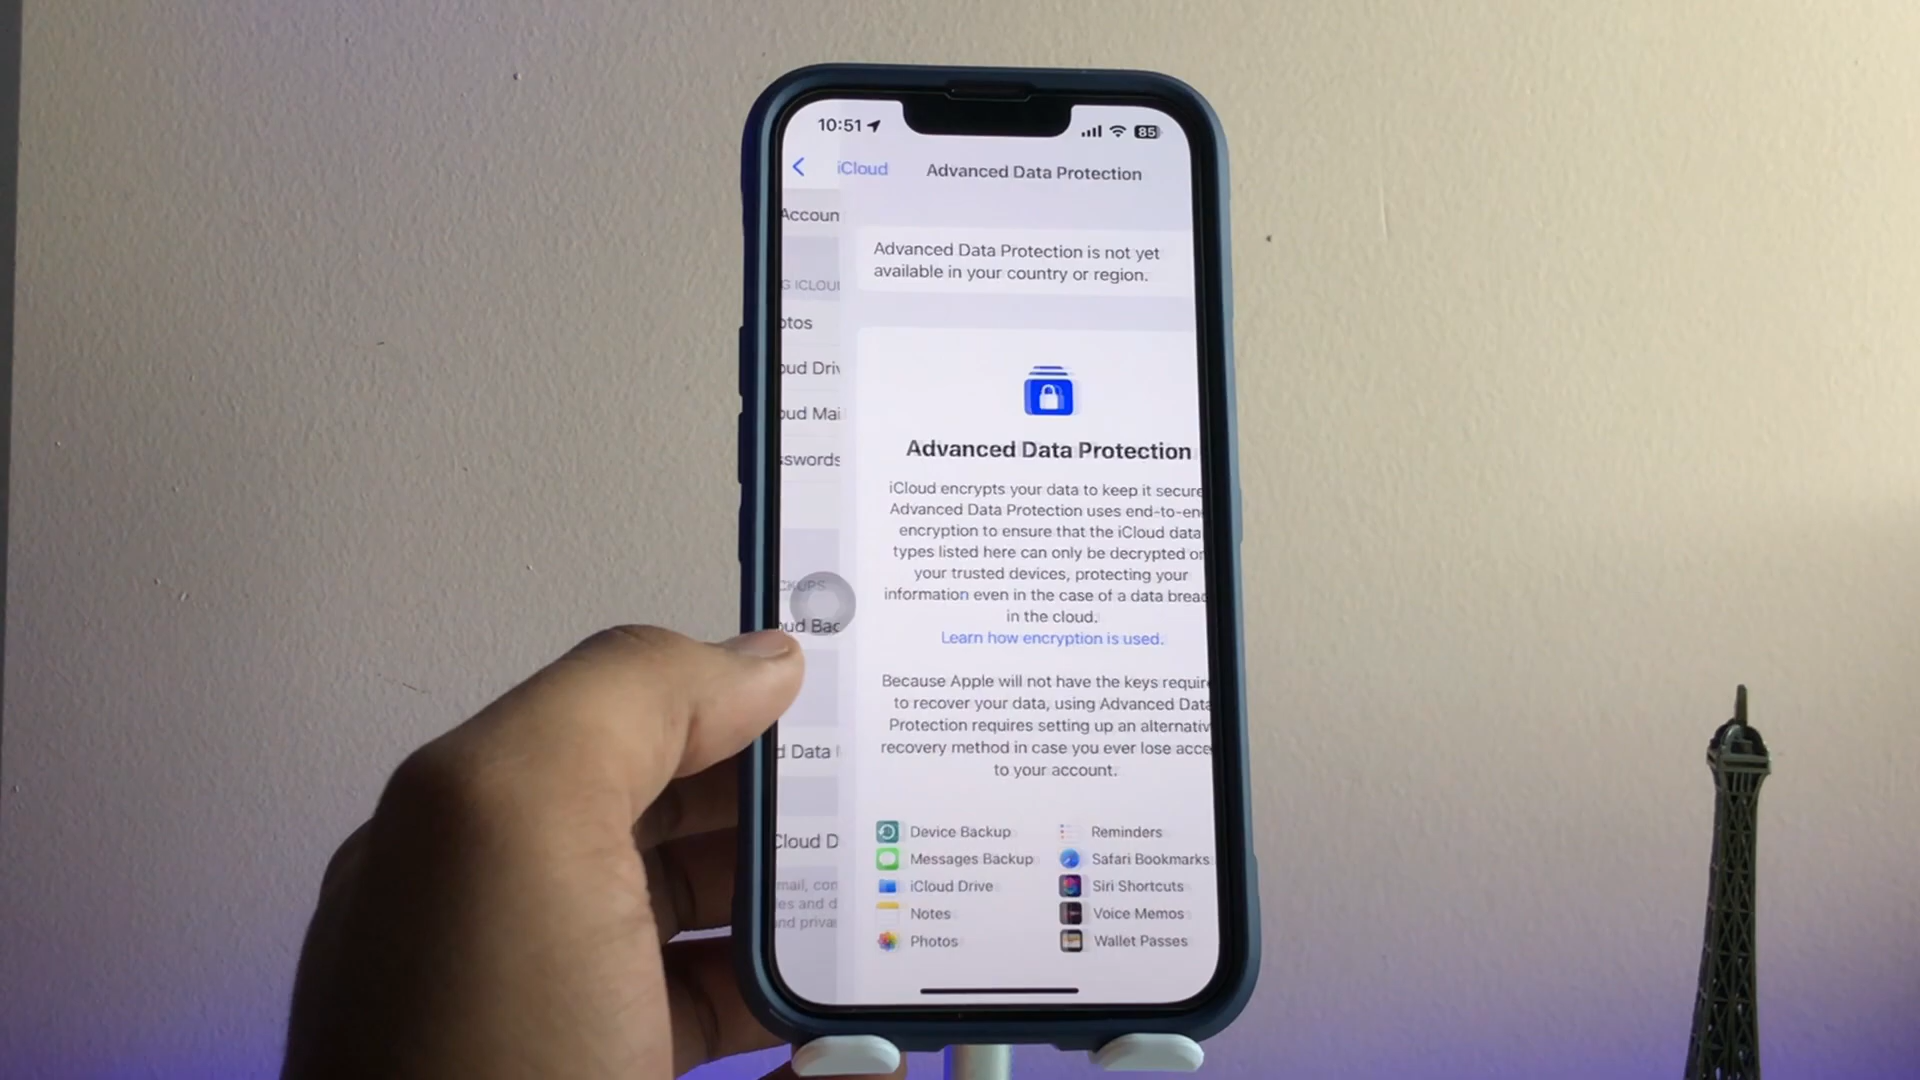 10:51
85
iCloud
Advanced Data Protection
Accoun
G ICLOU
otos
oud Driv
oud Mai
sswords
CKUPS
oud Bac
d Data
Cloud D
mail, con
es and d
nd priva
Advanced Data Protection is not yet
available in your country or region.
Advanced Data Protection
iCloud encrypts your data to keep it secure
Advanced Data Protection uses end-to-en
encryption to ensure that the iCloud data
types listed here can only be decrypted on
your trusted devices, protecting your
information even in the case of a data breac
in the cloud.
Learn how encryption is used.
Because Apple will not have the keys require
to recover your data, using Advanced Data
Protection requires setting up an alternativ
recovery method in case you ever lose acce
to your account.
Device Backup
Reminders
Messages Backup
Safari Bookmarks
iCloud Drive
Siri Shortcuts
Notes
Voice Memos
Photos
Wallet Passes